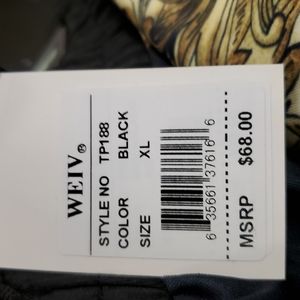 WEIV®
STYLE NO TP188
COLOR BLACK
SIZE XL
6 35661 37616 6
MSRP $68.00